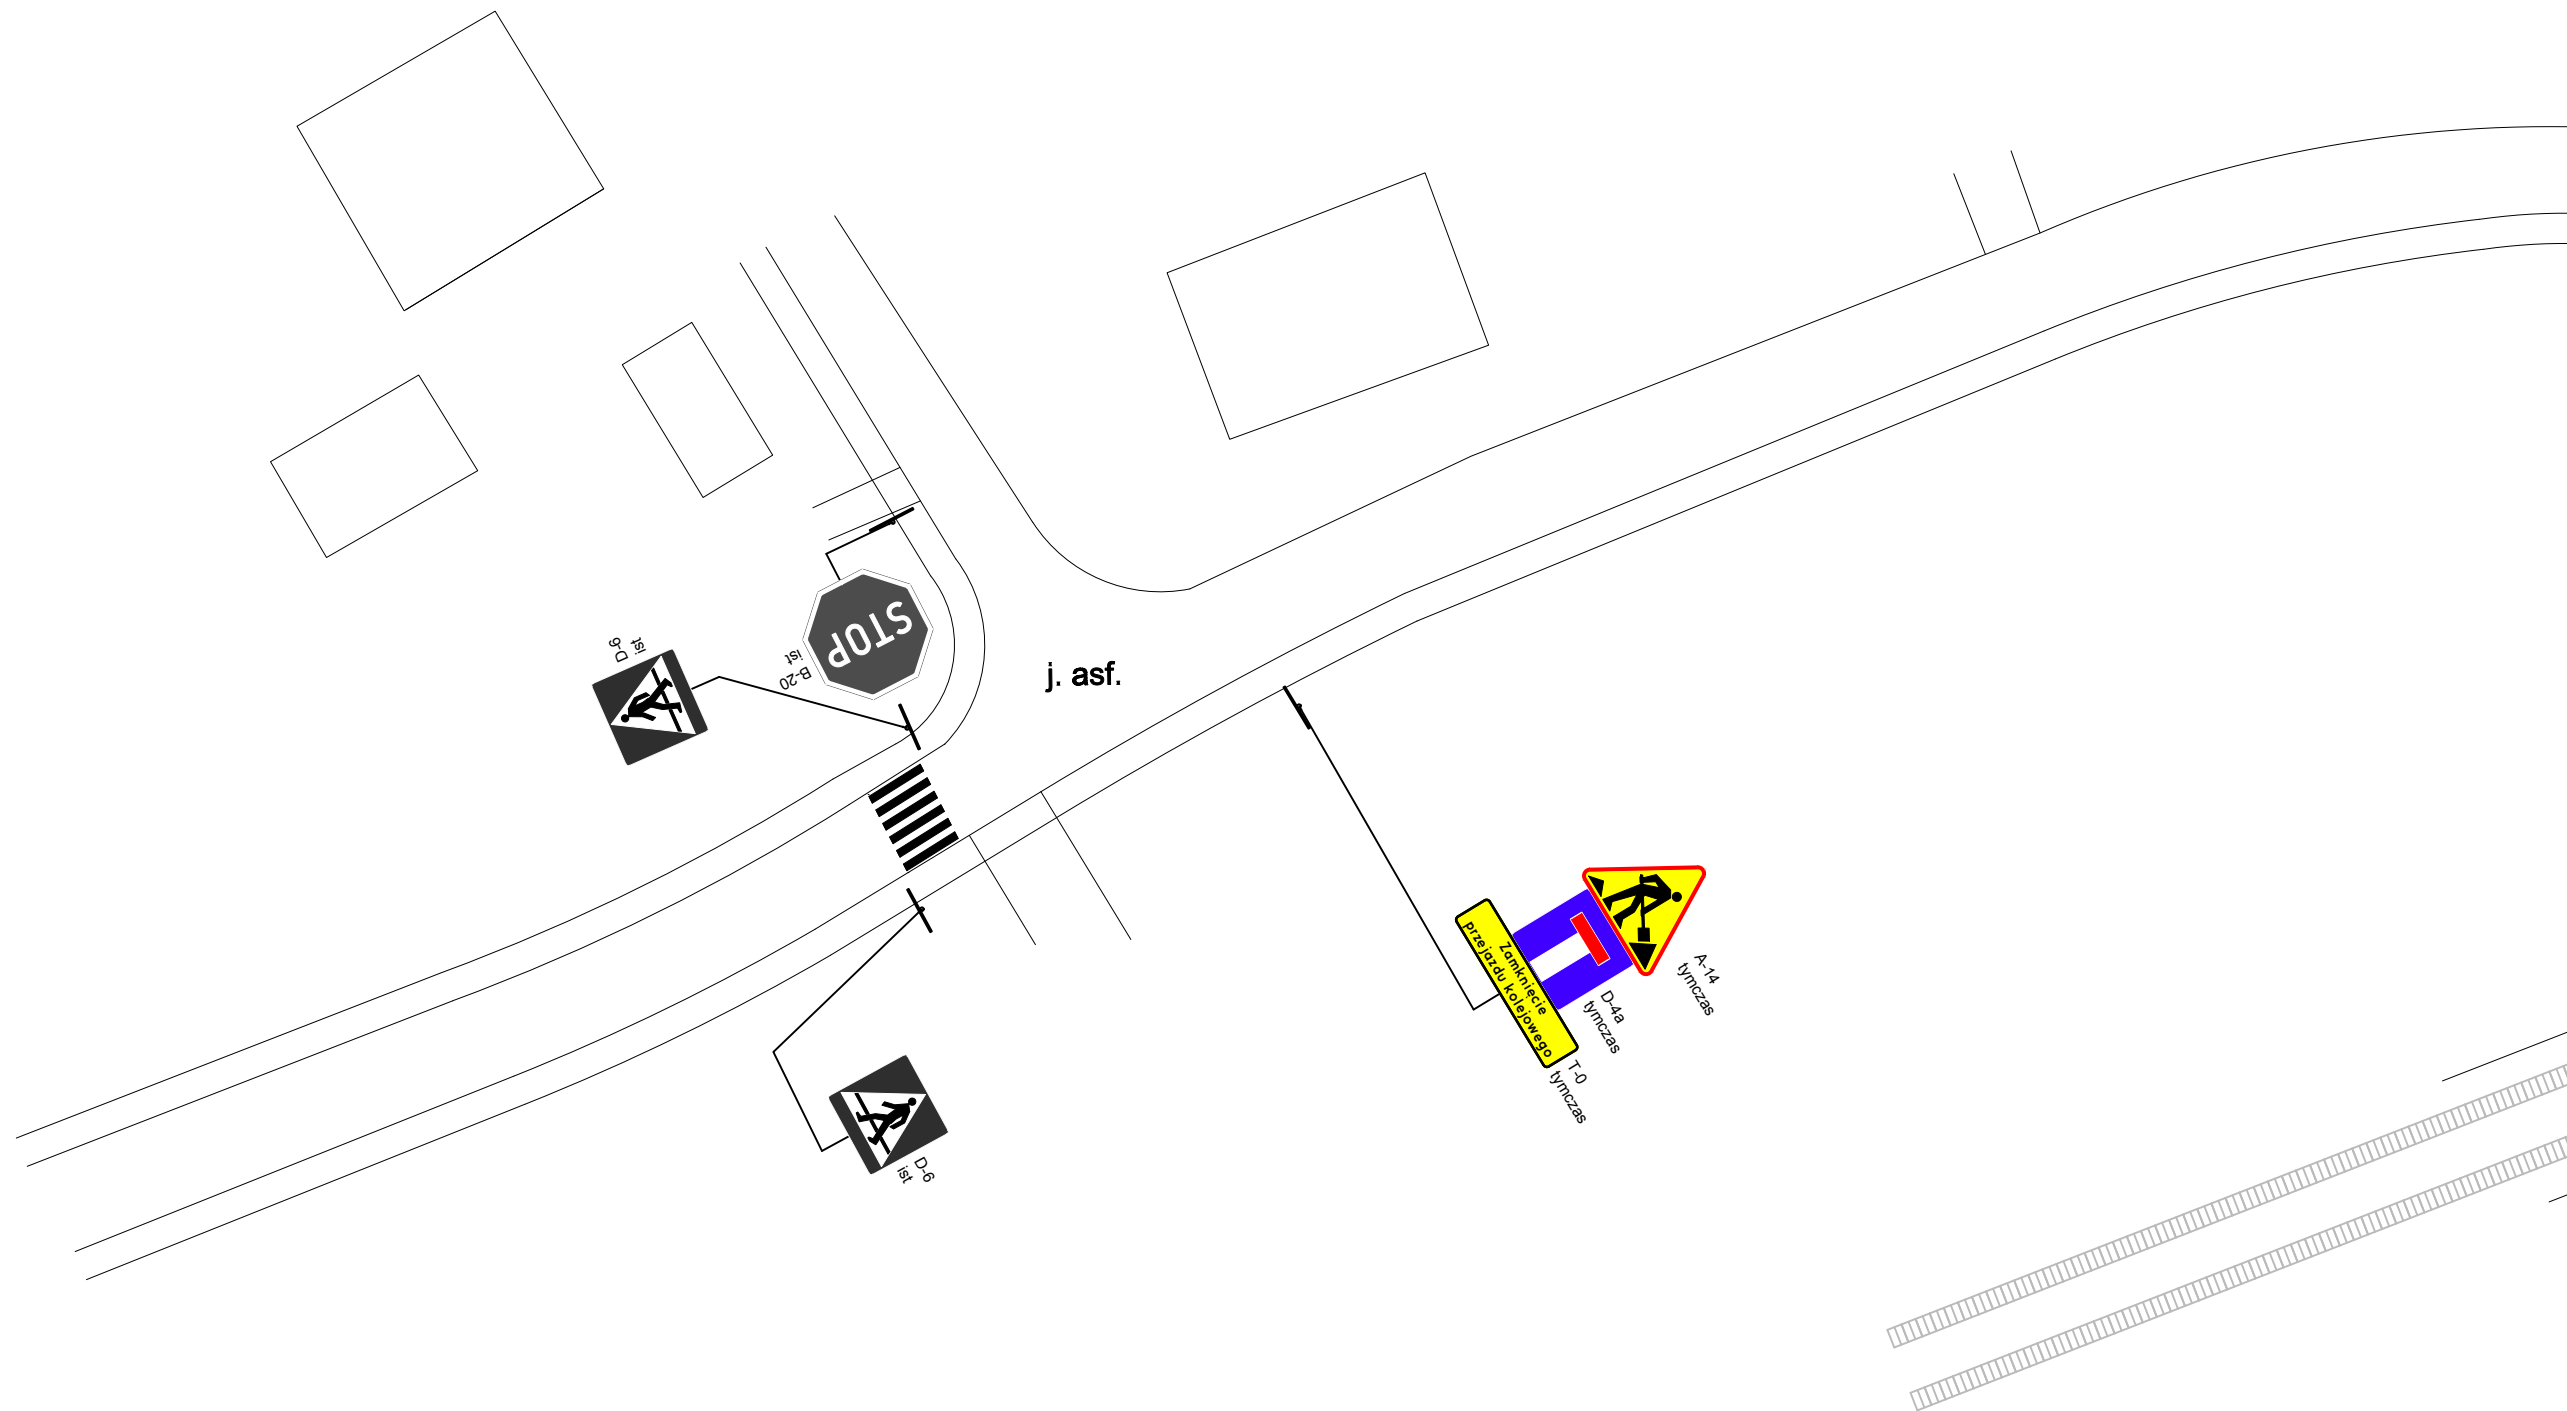 D-6
ist
STOP
B-20
ist
j. asf.
Zamknięcie
przejazdu kolejowego
A-14
tymczas
D-4a
tymczas
T-0
tymczas
D-6
ist